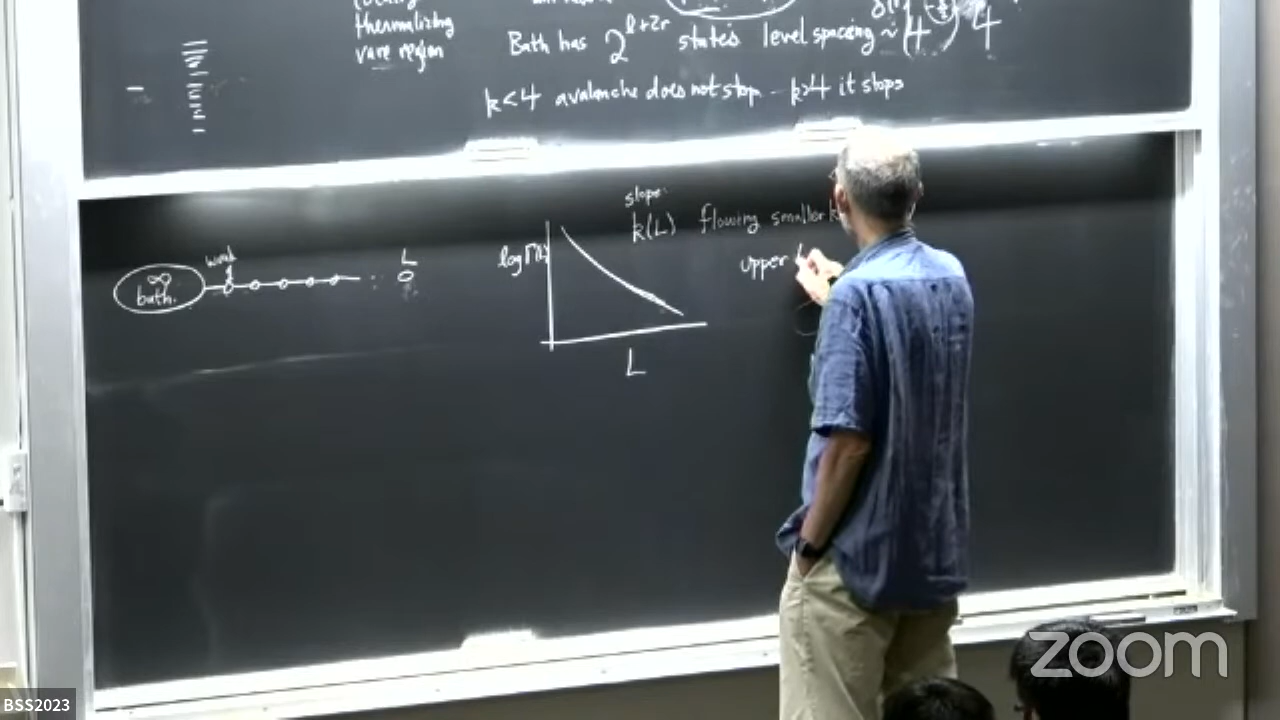 thermalizing
rare region
Bath has 2^{l+2r} states level spacing ~ (4
4
k<4 avalanche does not stop - k>4 it stops
slope
k(L) flowing smaller k
upper
weak
∞
bath.
L
log Γ(L)
L
zoom
BSS2023